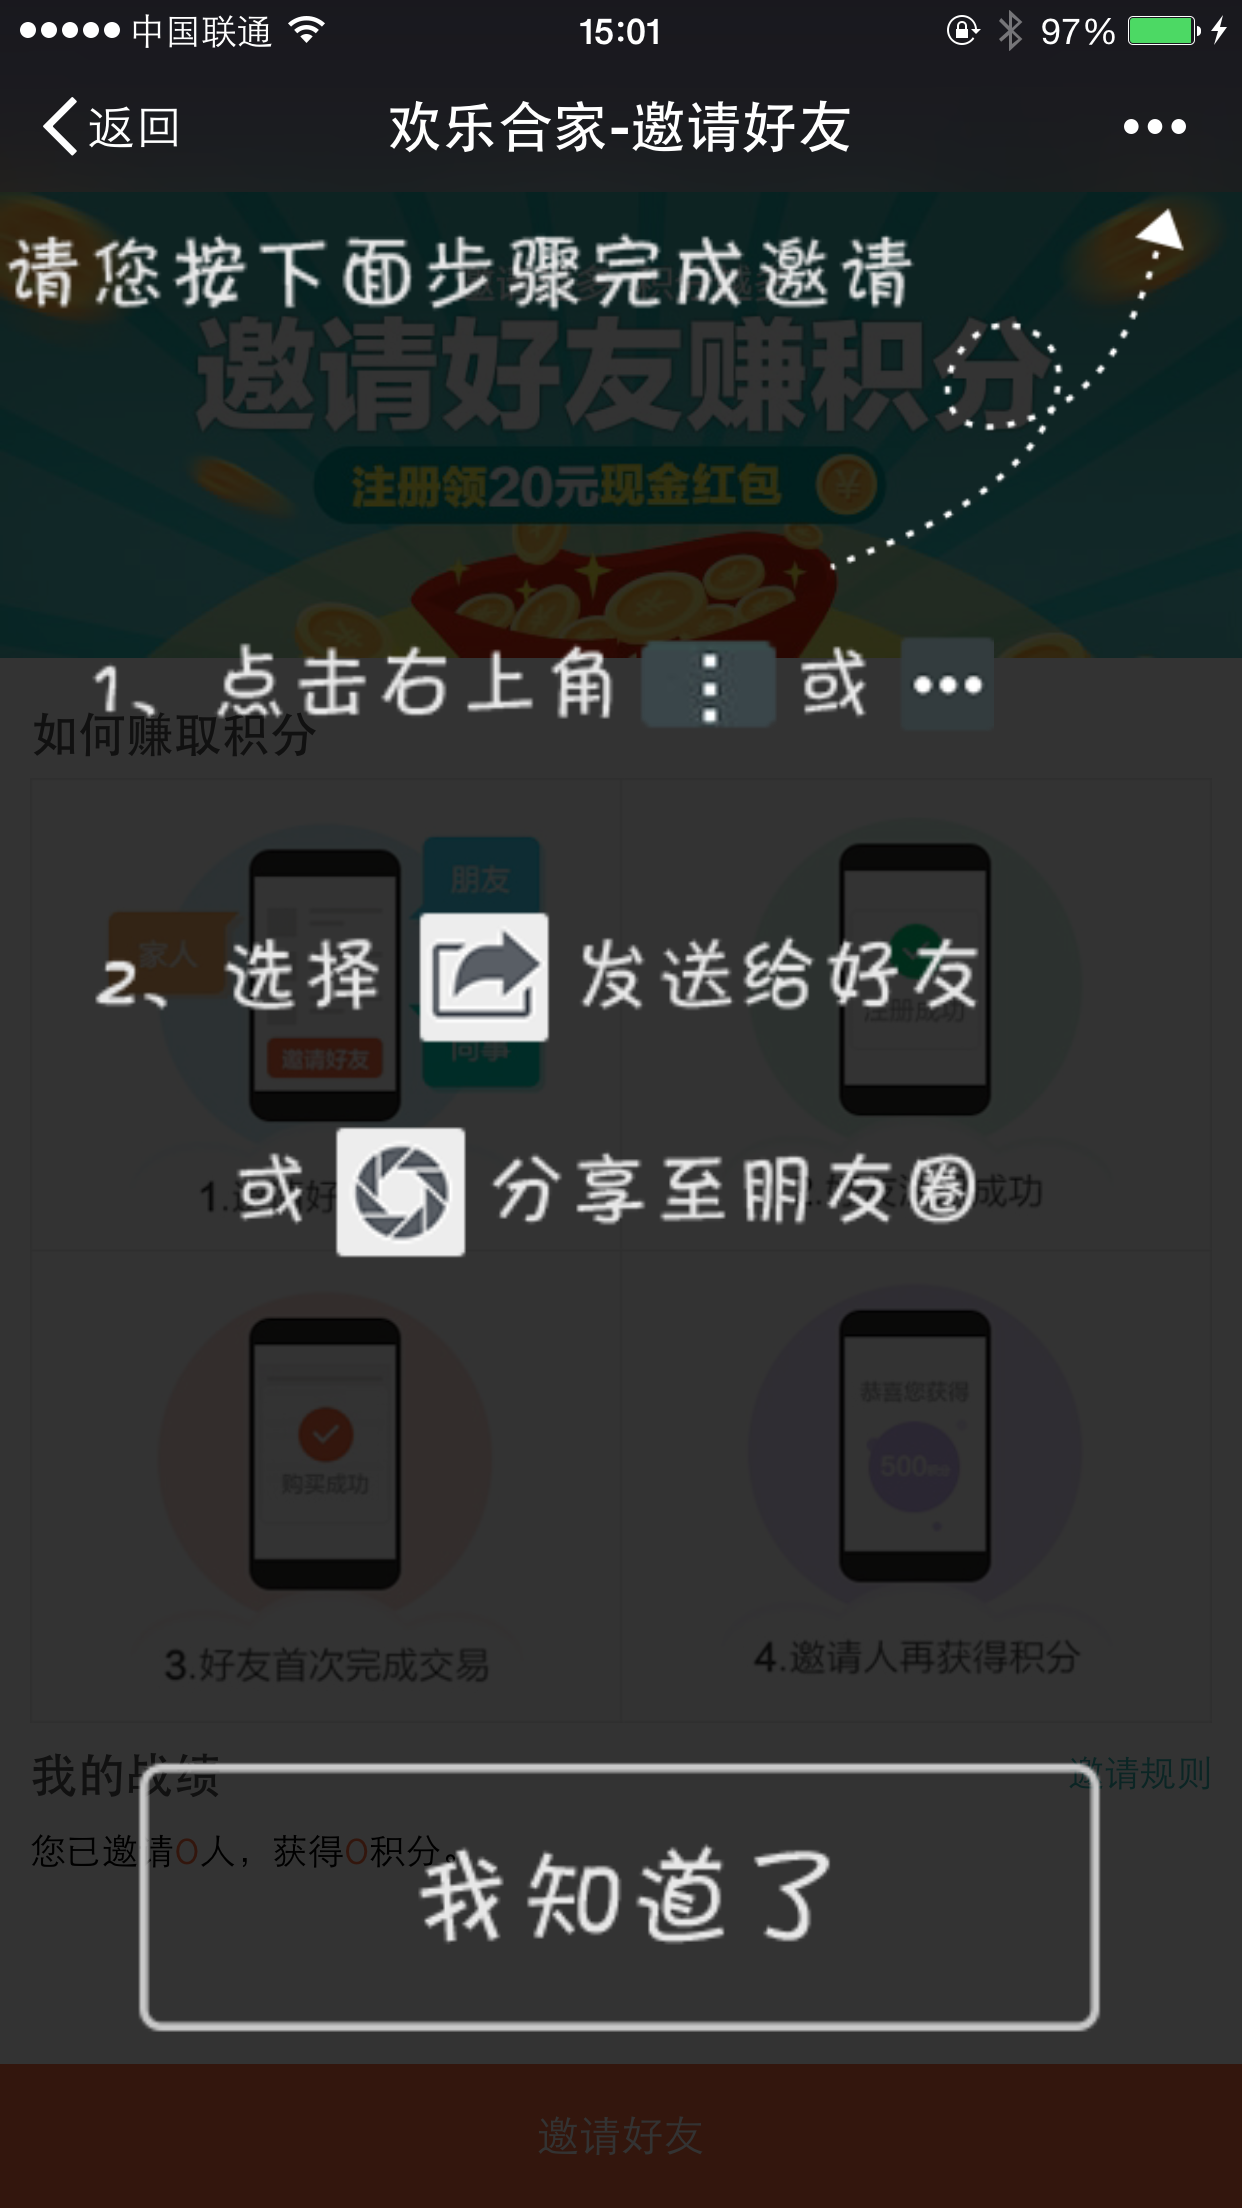 中国联通 15:01 97%
返回 欢乐合家-邀请好友
请您按下面步骤完成邀请
邀请好友赚积分
注册领20元现金红包
1、点击右上角 或
如何赚取积分
朋友
家人
2、选择 发送给好友
注册成功
同事
邀请好友
或 分享至朋友圈
恭喜您获得
500积分
购买成功
3.好友首次完成交易
4.邀请人再获得积分
我的战绩 邀请规则
您已邀请0人，获得0积分。
我知道了
邀请好友